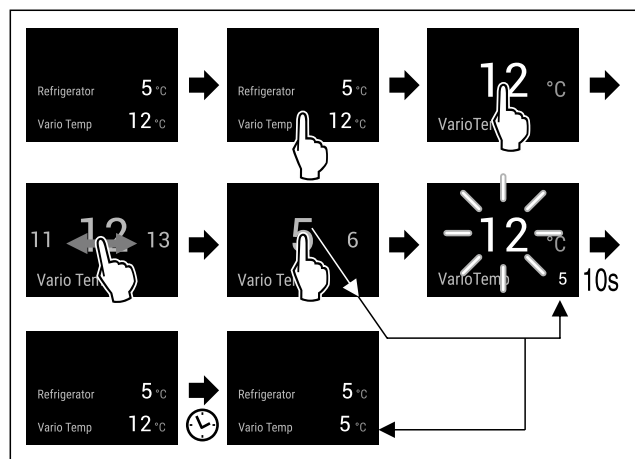 Refrigerator 5 °C
Vario Temp 12 °C
Refrigerator 5 °C
Vario Temp 12 °C
12 °C
VarioTemp
11 12 13
Vario Temp
5 6
Vario Temp
12 °C
VarioTemp 5
10s
Refrigerator 5 °C
Vario Temp 12 °C
Refrigerator 5 °C
Vario Temp 5 °C